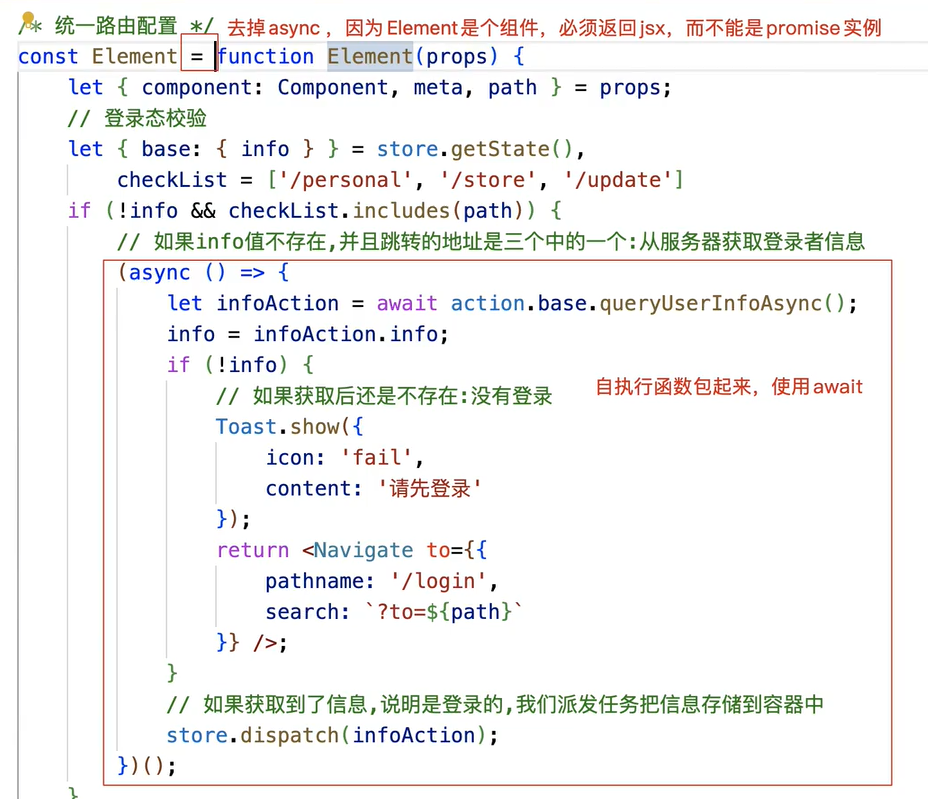 /* 统一路由配置 */ 去掉async，因为Element是个组件，必须返回jsx，而不能是promise实例
const Element = function Element(props) {
    let { component: Component, meta, path } = props;
    // 登录态校验
    let { base: { info } } = store.getState(),
        checkList = ['/personal', '/store', '/update']
    if (!info && checkList.includes(path)) {
        // 如果info值不存在,并且跳转的地址是三个中的一个:从服务器获取登录者信息
        (async () => {
            let infoAction = await action.base.queryUserInfoAsync();
            info = infoAction.info;
            if (!info) {
                // 如果获取后还是不存在:没有登录 自执行函数包起来，使用await
                Toast.show({
                    icon: 'fail',
                    content: '请先登录'
                });
                return <Navigate to={{
                    pathname: '/login',
                    search: `?to=${path}`
                }} />;
            }
            // 如果获取到了信息,说明是登录的,我们派发任务把信息存储到容器中
            store.dispatch(infoAction);
        })();
    }